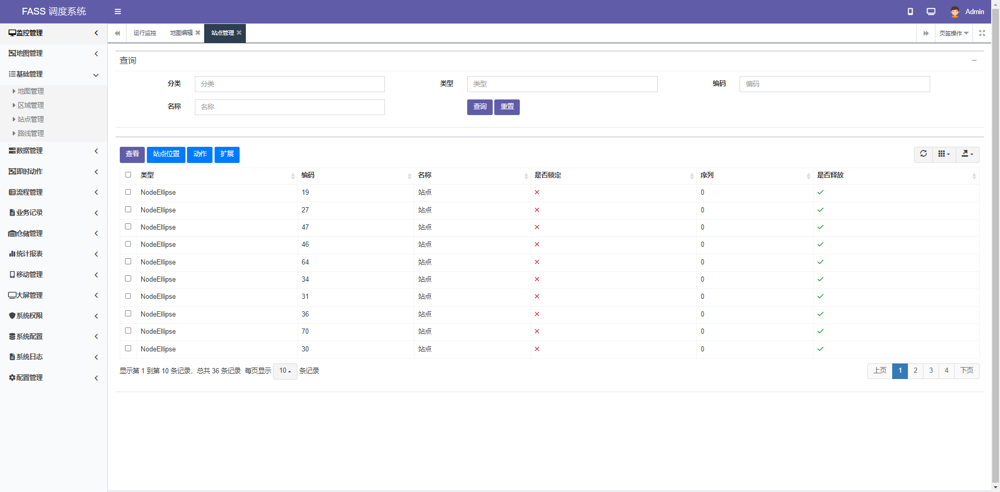 FASS 调度系统
Admin
监控管理
地图管理
基础管理
地图管理
区域管理
站点管理
路线管理
数据管理
即时动作
流程管理
业务记录
仓储管理
统计报表
移动管理
大屏管理
系统权限
系统配置
系统日志
配置管理
运行监控 地图编辑 站点管理 页签操作
查询
分类 分类 类型 类型 编码 编码
名称 名称 查询 重置
查看 站点位置 动作 扩展
类型 编码 名称 是否锁定 序列 是否释放
NodeEllipse 19 站点 0
NodeEllipse 27 站点 0
NodeEllipse 47 站点 0
NodeEllipse 46 站点 0
NodeEllipse 64 站点 0
NodeEllipse 34 站点 0
NodeEllipse 31 站点 0
NodeEllipse 36 站点 0
NodeEllipse 70 站点 0
NodeEllipse 30 站点 0
显示第 1 到第 10 条记录，总共 36 条记录 每页显示 10 条记录 上页 1 2 3 4 下页